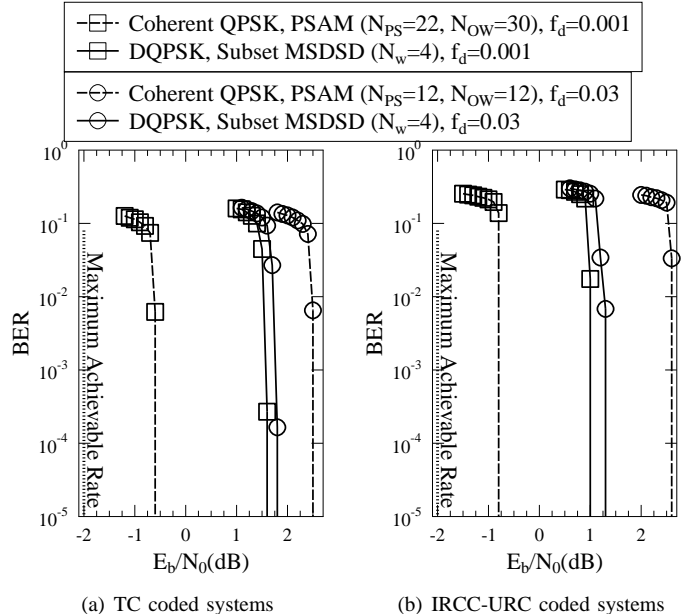 Coherent QPSK, PSAM (N_PS=22, N_OW=30), f_d=0.001
DQPSK, Subset MSDSD (N_w=4), f_d=0.001
Coherent QPSK, PSAM (N_PS=12, N_OW=12), f_d=0.03
DQPSK, Subset MSDSD (N_w=4), f_d=0.03
BER
10^0
10^-1
10^-2
10^-3
10^-4
10^-5
Maximum Achievable Rate
-2 -1 0 1 2
E_b/N_0(dB)
(a) TC coded systems
BER
10^0
10^-1
10^-2
10^-3
10^-4
10^-5
Maximum Achievable Rate
-2 -1 0 1 2
E_b/N_0(dB)
(b) IRCC-URC coded systems